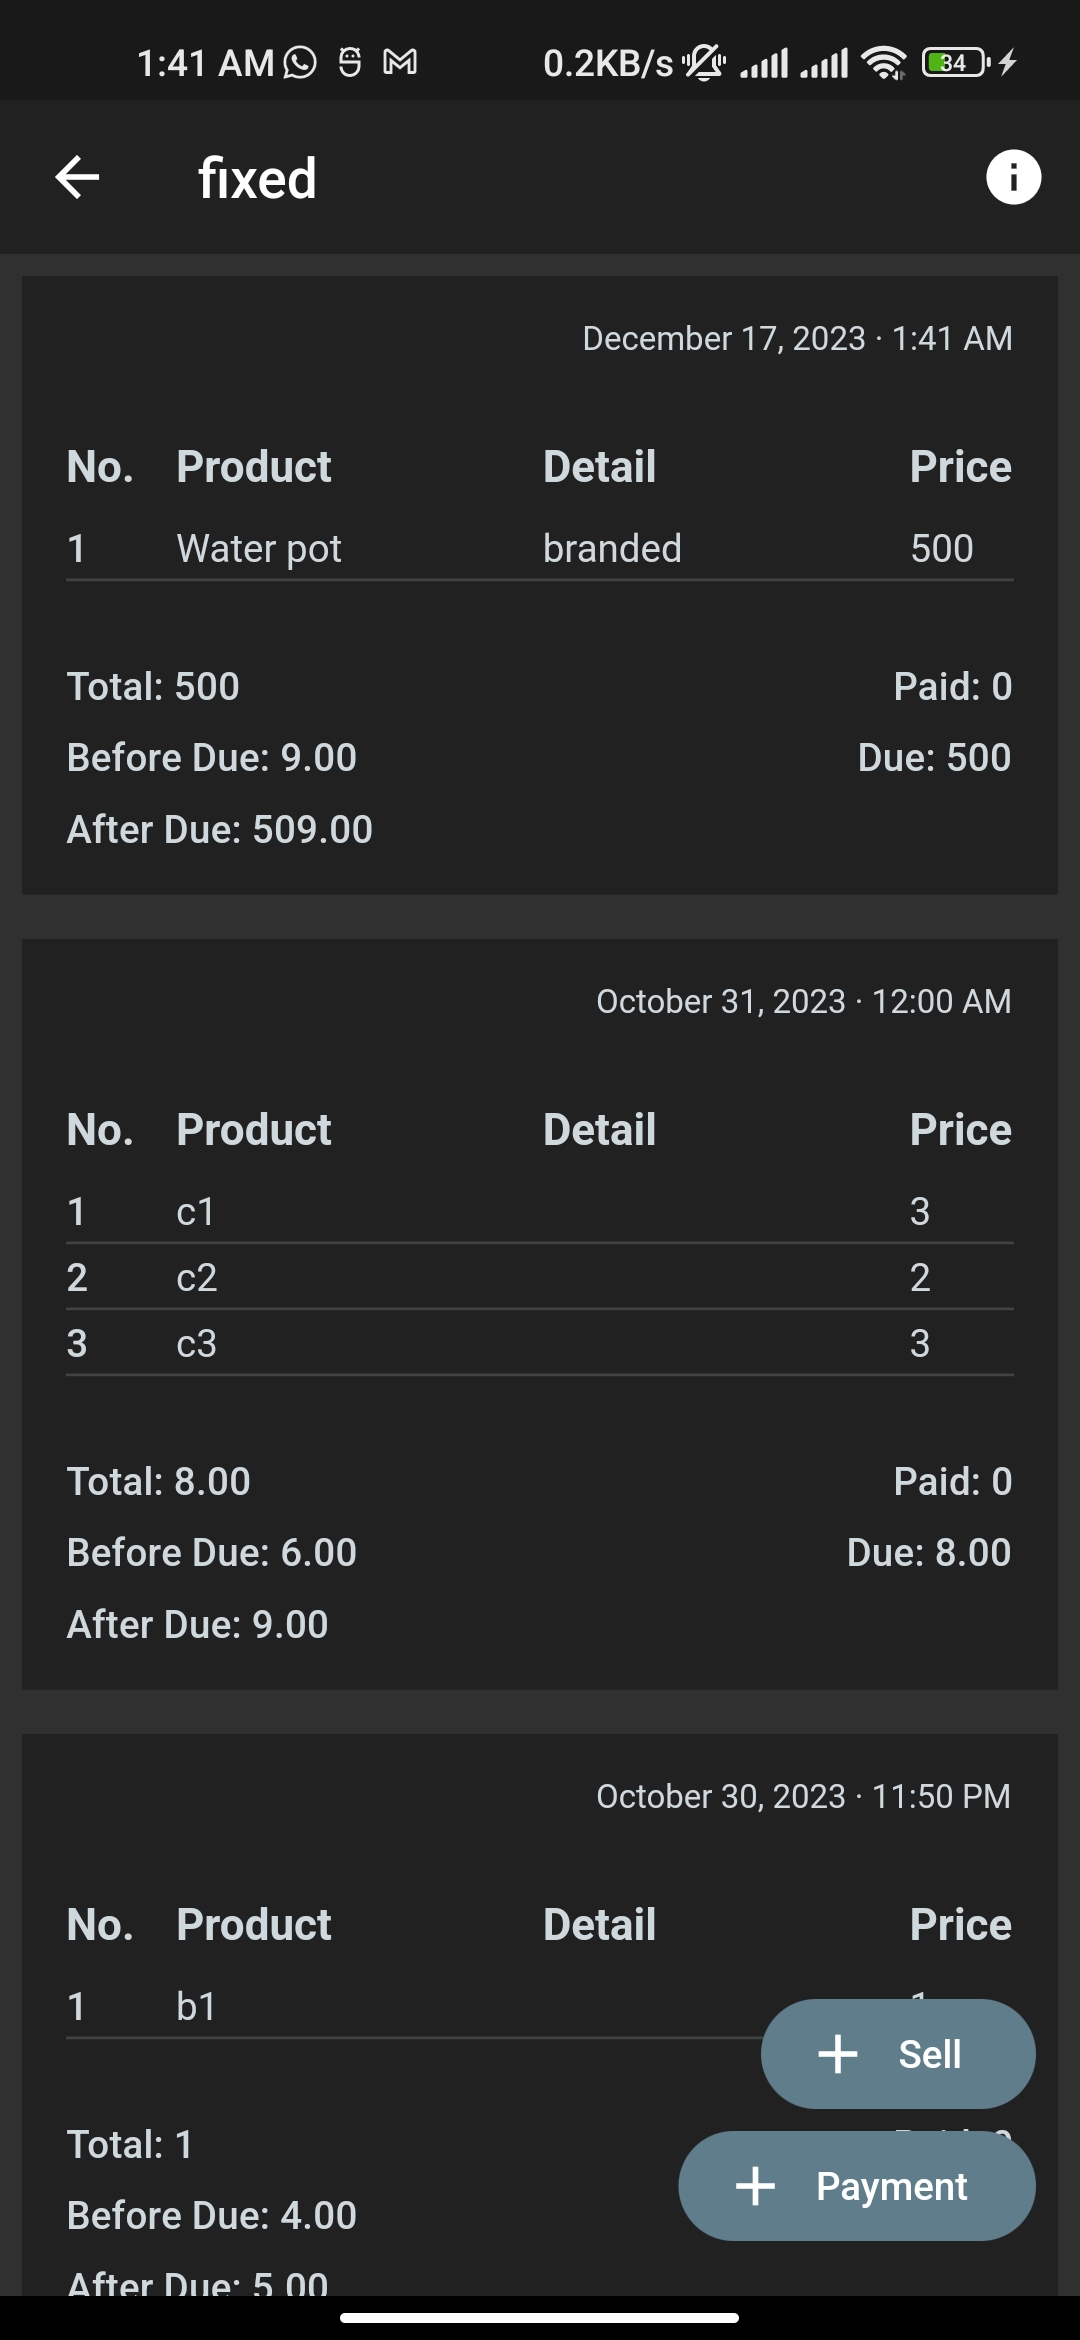 1:41 AM 0.2KB/s 34
fixed
December 17, 2023 · 1:41 AM
No. Product Detail Price
1 Water pot branded 500
Total: 500 Paid: 0
Before Due: 9.00 Due: 500
After Due: 509.00
October 31, 2023 · 12:00 AM
No. Product Detail Price
1 c1 3
2 c2 2
3 c3 3
Total: 8.00 Paid: 0
Before Due: 6.00 Due: 8.00
After Due: 9.00
October 30, 2023 · 11:50 PM
No. Product Detail Price
1 b1
Sell
Total: 1
Payment
Before Due: 4.00
After Due: 5.00